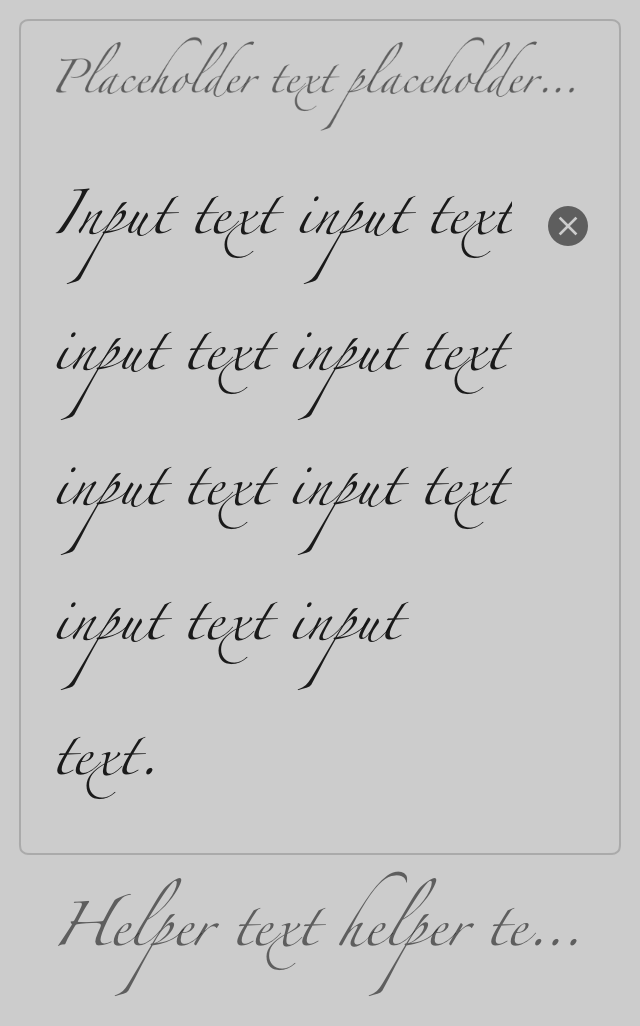 Placeholder text placeholder...
Input text input text
input text input text
input text input text
input text input
text.
Helper text helper te...